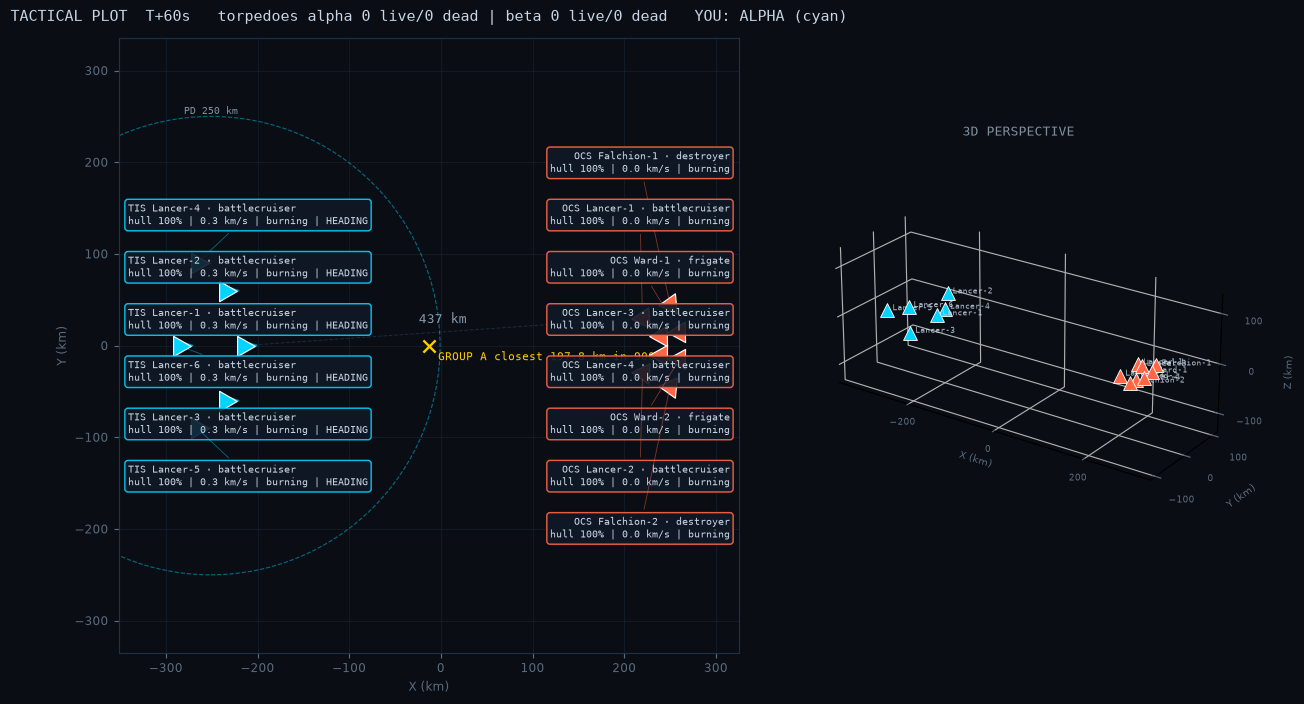 TACTICAL PLOT  T+60s   torpedoes alpha 0 live/0 dead | beta 0 live/0 dead   YOU: ALPHA (cyan)
3D PERSPECTIVE
PD 250 km
TIS Lancer-4 · battlecruiser
hull 100% | 0.3 km/s | burning | HEADING
TIS Lancer-2 · battlecruiser
hull 100% | 0.3 km/s | burning | HEADING
TIS Lancer-1 · battlecruiser
hull 100% | 0.3 km/s | burning | HEADING
TIS Lancer-6 · battlecruiser
hull 100% | 0.3 km/s | burning | HEADING
TIS Lancer-3 · battlecruiser
hull 100% | 0.3 km/s | burning | HEADING
TIS Lancer-5 · battlecruiser
hull 100% | 0.3 km/s | burning | HEADING
437 km
GROUP A closest
OCS Falchion-1 · destroyer
hull 100% | 0.0 km/s | burning
OCS Lancer-1 · battlecruiser
hull 100% | 0.0 km/s | burning
OCS Ward-1 · frigate
hull 100% | 0.0 km/s | burning
OCS Lancer-3 · battlecruiser
hull 100% | 0.0 km/s | burning
OCS Lancer-4 · battlecruiser
hull 100% | 0.0 km/s | burning
OCS Ward-2 · frigate
hull 100% | 0.0 km/s | burning
OCS Lancer-2 · battlecruiser
hull 100% | 0.0 km/s | burning
OCS Falchion-2 · destroyer
hull 100% | 0.0 km/s | burning
300
200
100
0
−100
−200
−300
Y (km)
−300
−200
−100
0
100
200
300
X (km)
Lancer-2
Lancer-4
Lancer-3
−200
0
200
X (km)
−100
0
100
Y (km)
100
0
−100
Z (km)